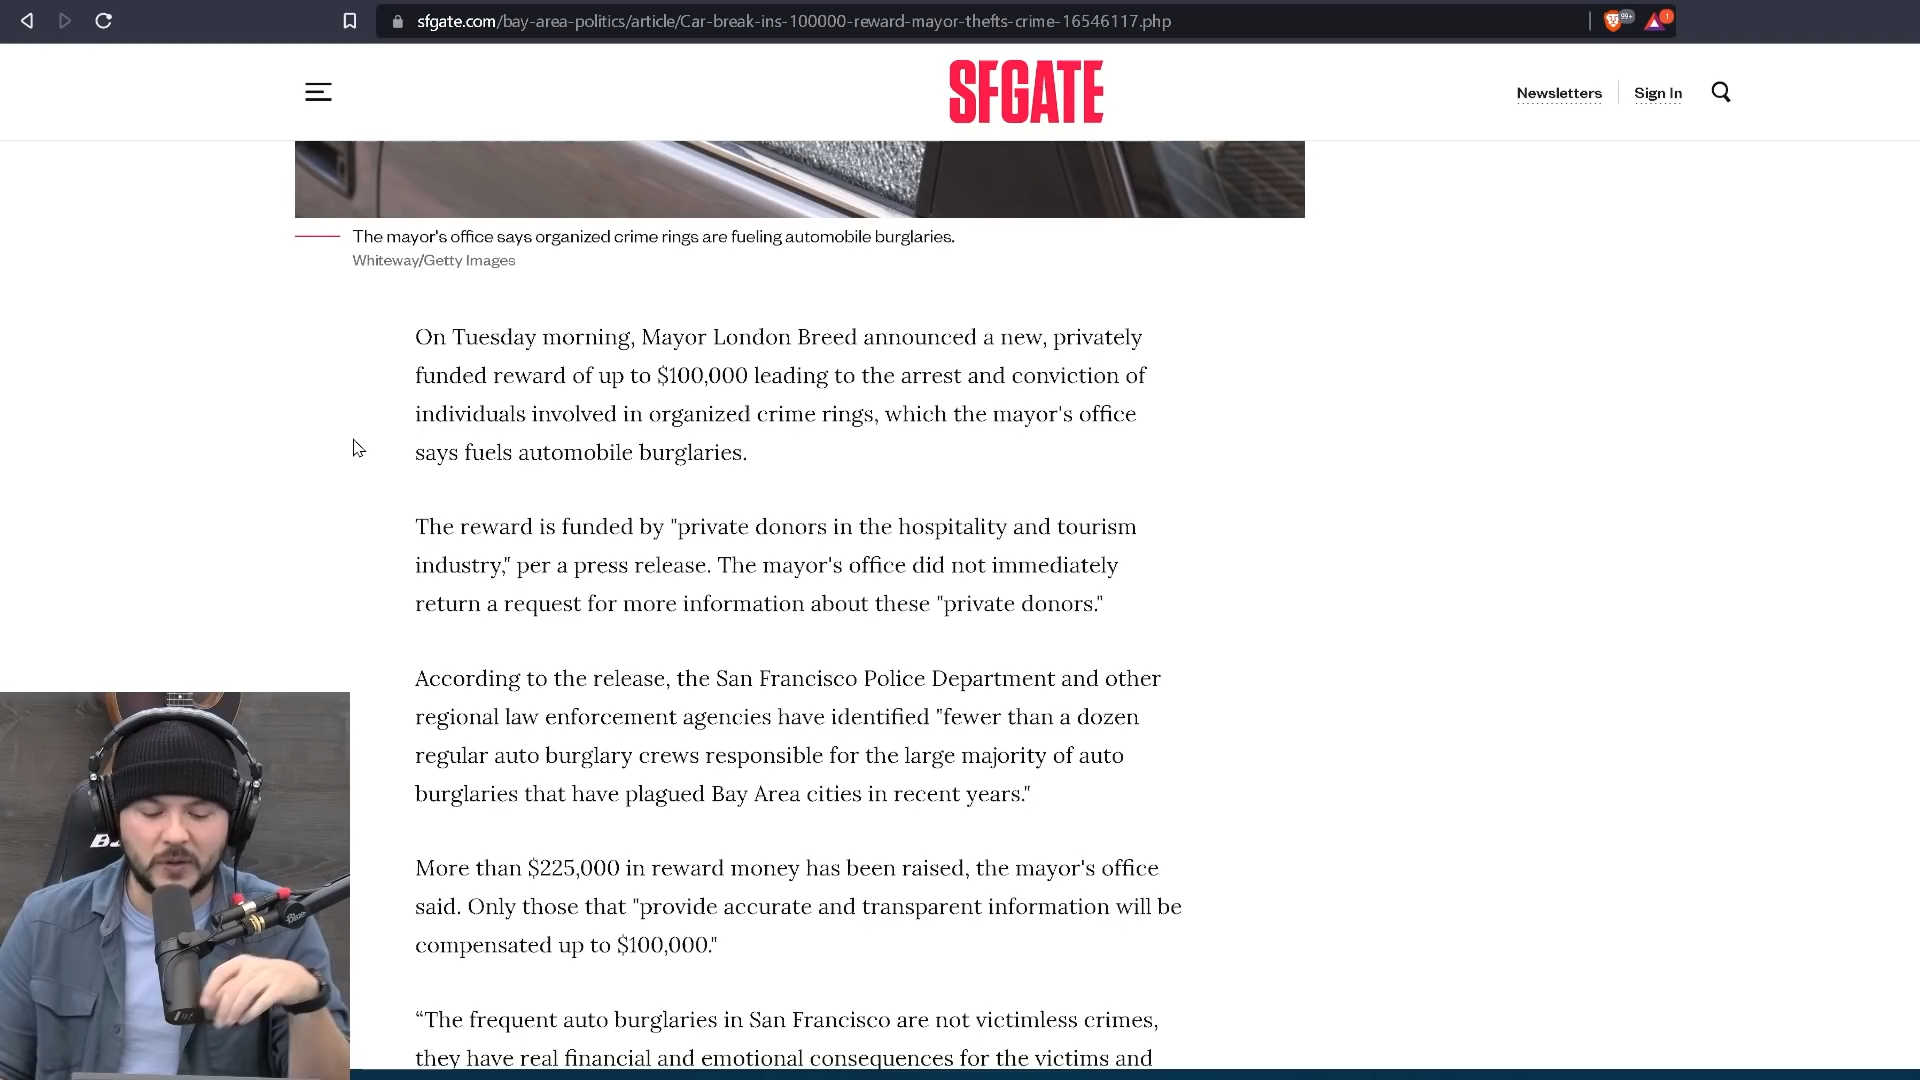 sfgate.com/bay-area-politics/article/Car-break-ins-100000-reward-mayor-thefts-crime-16546117.php
99+
1
SFGATE
Newsletters
Sign In
The mayor's office says organized crime rings are fueling automobile burglaries.
Whiteway/Getty Images
On Tuesday morning, Mayor London Breed announced a new, privately
funded reward of up to $100,000 leading to the arrest and conviction of
individuals involved in organized crime rings, which the mayor's office
says fuels automobile burglaries.
The reward is funded by "private donors in the hospitality and tourism
industry," per a press release. The mayor's office did not immediately
return a request for more information about these "private donors."
According to the release, the San Francisco Police Department and other
regional law enforcement agencies have identified "fewer than a dozen
regular auto burglary crews responsible for the large majority of auto
burglaries that have plagued Bay Area cities in recent years."
More than $225,000 in reward money has been raised, the mayor's office
said. Only those that "provide accurate and transparent information will be
compensated up to $100,000."
“The frequent auto burglaries in San Francisco are not victimless crimes,
they have real financial and emotional consequences for the victims and
Blue